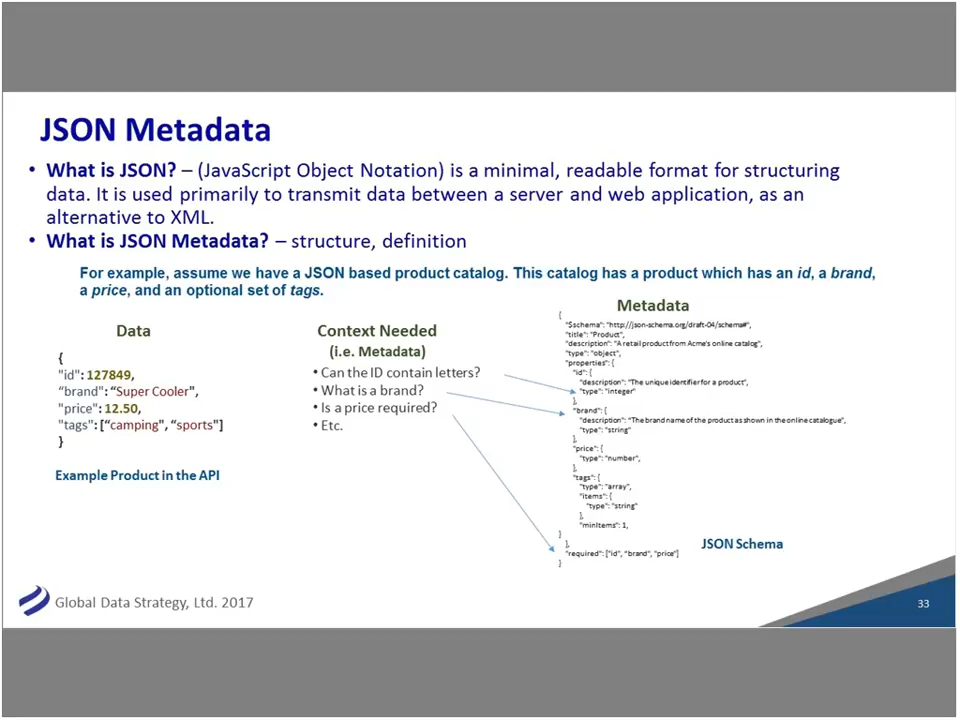 JSON Metadata
• What is JSON? – (JavaScript Object Notation) is a minimal, readable format for structuring
data. It is used primarily to transmit data between a server and web application, as an
alternative to XML.
• What is JSON Metadata? – structure, definition
For example, assume we have a JSON based product catalog. This catalog has a product which has an id, a brand,
a price, and an optional set of tags.
Data
{
"id": 127849,
“brand": “Super Cooler",
"price": 12.50,
"tags": [“camping", “sports"]
}
Example Product in the API
Context Needed
(i.e. Metadata)
• Can the ID contain letters?
• What is a brand?
• Is a price required?
• Etc.
Metadata
{
"$schema": "http://json-schema.org/draft-04/schema#",
"title": "Product",
"description": "A retail product from Acme's online catalog",
"type": "object",
"properties": {
"id": {
"description": "The unique identifier for a product",
"type": "integer"
},
"brand": {
"description": "The brand name of the product as shown in the online catalogue",
"type": "string"
},
"price": {
"type": "number",
},
"tags": {
"type": "array",
"items": {
"type": "string"
},
"minItems": 1,
}
},
"required": ["id", "brand", "price"]
}
JSON Schema
Global Data Strategy, Ltd. 2017
33